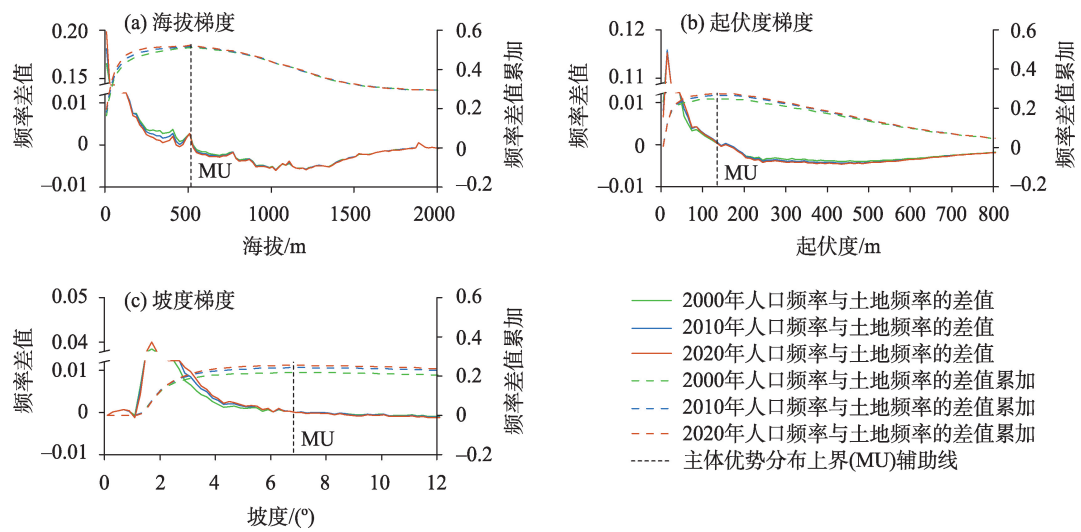 (a) 海拔梯度
频率差值
0.20
0.15
0.01
0
−0.01
0.6
0.4
0.2
0
−0.2
频率差值累加
MU
0 500 1000 1500 2000
海拔/m
(b) 起伏度梯度
频率差值
0.12
0.11
0.01
0
−0.01
0.6
0.4
0.2
0
−0.2
频率差值累加
MU
0 100 200 300 400 500 600 700 800
起伏度/m
(c) 坡度梯度
频率差值
0.05
0.04
0.01
0
−0.01
0.6
0.4
0.2
0
−0.2
频率差值累加
MU
0 2 4 6 8 10 12
坡度/(º)
2000年人口频率与土地频率的差值
2010年人口频率与土地频率的差值
2020年人口频率与土地频率的差值
2000年人口频率与土地频率的差值累加
2010年人口频率与土地频率的差值累加
2020年人口频率与土地频率的差值累加
主体优势分布上界(MU)辅助线